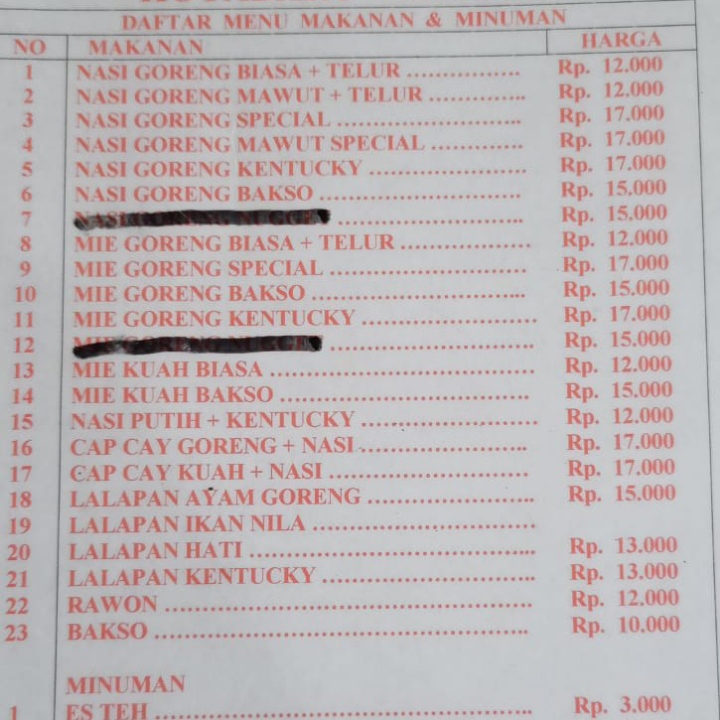 DAFTAR MENU MAKANAN & MINUMAN
NO MAKANAN HARGA
1 NASI GORENG BIASA + TELUR ................ Rp. 12.000
2 NASI GORENG MAWUT + TELUR .............. Rp. 12.000
3 NASI GORENG SPECIAL ........................... Rp. 17.000
4 NASI GORENG MAWUT SPECIAL ............. Rp. 17.000
5 NASI GORENG KENTUCKY ...................... Rp. 17.000
6 NASI GORENG BAKSO ............................. Rp. 15.000
7 ........................... Rp. 15.000
8 MIE GORENG BIASA + TELUR .................. Rp. 12.000
9 MIE GORENG SPECIAL ............................ Rp. 17.000
10 MIE GORENG BAKSO .............................. Rp. 15.000
11 MIE GORENG KENTUCKY ........................ Rp. 17.000
12 ............................ Rp. 15.000
13 MIE KUAH BIASA .................................... Rp. 12.000
14 MIE KUAH BAKSO .................................. Rp. 15.000
15 NASI PUTIH + KENTUCKY ........................ Rp. 12.000
16 CAP CAY GORENG + NASI ........................ Rp. 17.000
17 CAP CAY KUAH + NASI ............................ Rp. 17.000
18 LALAPAN AYAM GORENG ....................... Rp. 15.000
19 LALAPAN IKAN NILA ...............................
20 LALAPAN HATI ....................................... Rp. 13.000
21 LALAPAN KENTUCKY ............................. Rp. 13.000
22 RAWON ................................................. Rp. 12.000
23 BAKSO ................................................... Rp. 10.000
MINUMAN
1 ES TEH ................................................... Rp. 3.000